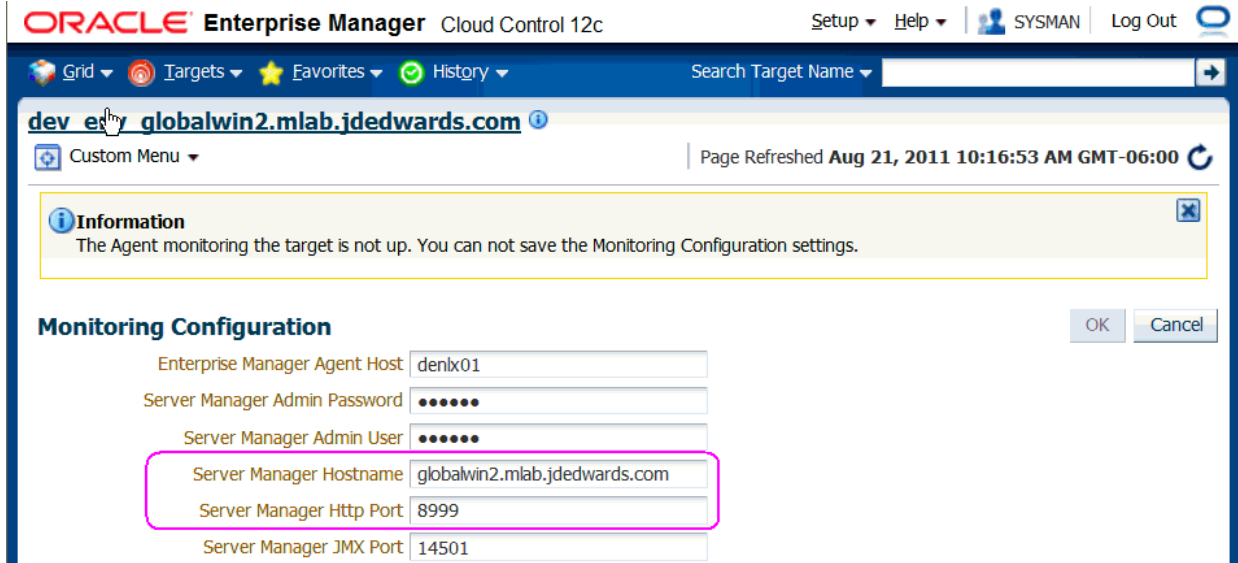 ORACLE Enterprise Manager Cloud Control 12c Setup Help SYSMAN Log Out
Grid Targets Favorites History Search Target Name
dev_e globalwin2.mlab.jdedwards.com
Custom Menu Page Refreshed Aug 21, 2011 10:16:53 AM GMT-06:00
Information
The Agent monitoring the target is not up. You can not save the Monitoring Configuration settings.
Monitoring Configuration OK Cancel
Enterprise Manager Agent Host denlx01
Server Manager Admin Password ••••••
Server Manager Admin User ••••••
Server Manager Hostname globalwin2.mlab.jdedwards.com
Server Manager Http Port 8999
Server Manager JMX Port 14501